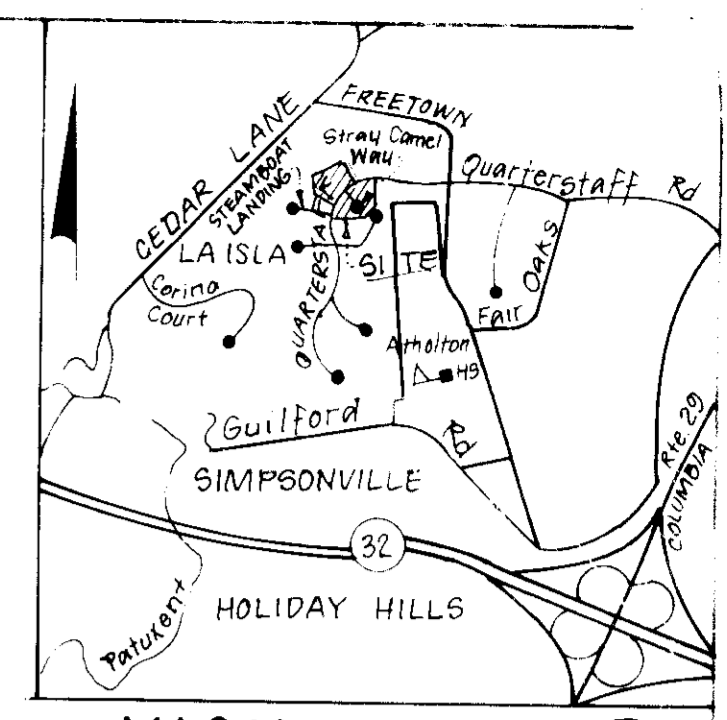 FREETOWN
CEDAR LANE
Stray Camel
Way
STEAMBOAT
LANDING
Quarterstaff Rd
LA ISLA
SITE
OAKS
Fair
Corina
Court
Atholton
HS
Guilford
Rd
Rte. 29
COLUMBIA
SIMPSONVILLE
32
HOLIDAY HILLS
Patuxent